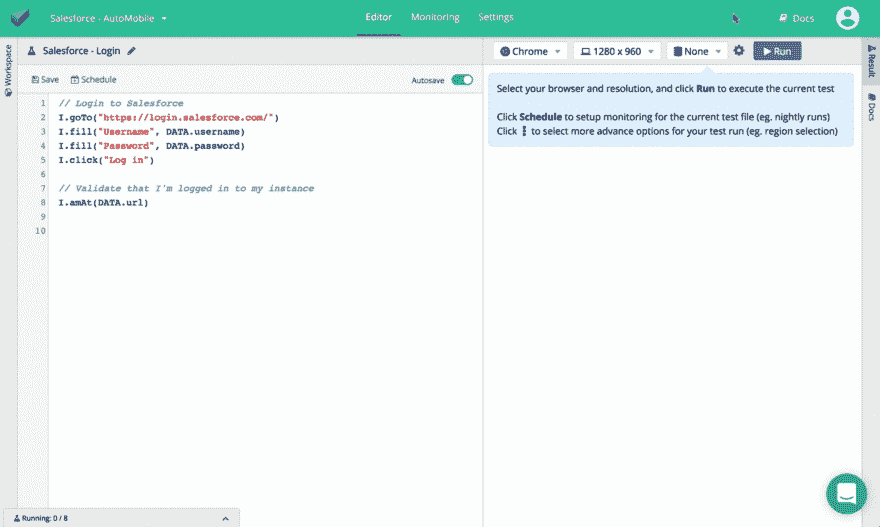 Salesforce - AutoMobile
Editor
Monitoring
Settings
Docs
Workspace
Salesforce - Login
Chrome
1280 x 960
None
Run
Result
Docs
Save
Schedule
Autosave
1 // Login to Salesforce
2 I.goTo("https://login.salesforce.com/")
3 I.fill("Username", DATA.username)
4 I.fill("Password", DATA.password)
5 I.click("Log in")
6
7 // Validate that I'm logged in to my instance
8 I.amAt(DATA.url)
9
10
Select your browser and resolution, and click Run to execute the current test
Click Schedule to setup monitoring for the current test file (eg. nightly runs)
Click ⋮ to select more advance options for your test run (eg. region selection)
Running: 0 / 8